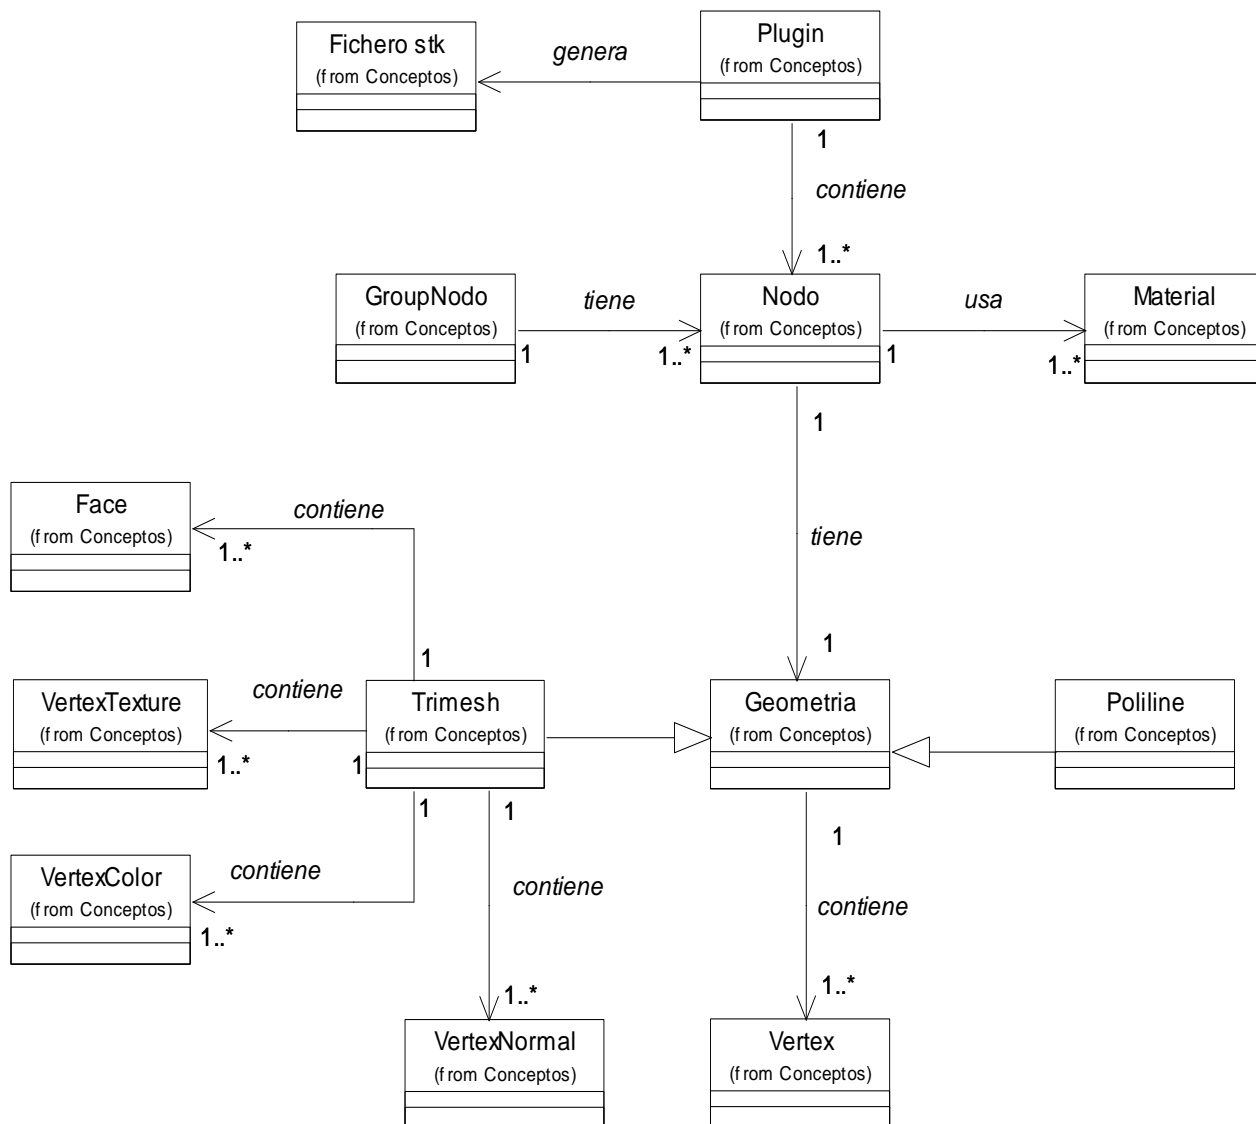 Fichero stk
(from Conceptos)
genera
Plugin
(from Conceptos)
1
contiene
1..*
GroupNodo
(from Conceptos)
1
tiene
1..*
Nodo
(from Conceptos)
1
usa
1..*
Material
(from Conceptos)
1
tiene
1
Face
(from Conceptos)
contiene
1..*
1
VertexTexture
(from Conceptos)
contiene
1..*
1
Trimesh
(from Conceptos)
Geometria
(from Conceptos)
Poliline
(from Conceptos)
VertexColor
(from Conceptos)
contiene
1..*
1
1
contiene
1..*
VertexNormal
(from Conceptos)
1
contiene
1..*
Vertex
(from Conceptos)